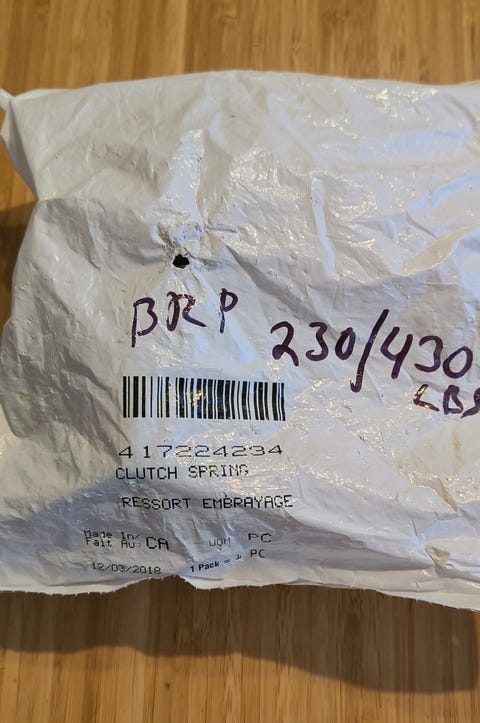 BRP 230/430
LBS
417224234
CLUTCH SPRING
RESSORT EMBRAYAGE
Made In/
Fait Au: CA UOM PC
12/03/2018 1 Pack = 1 PC